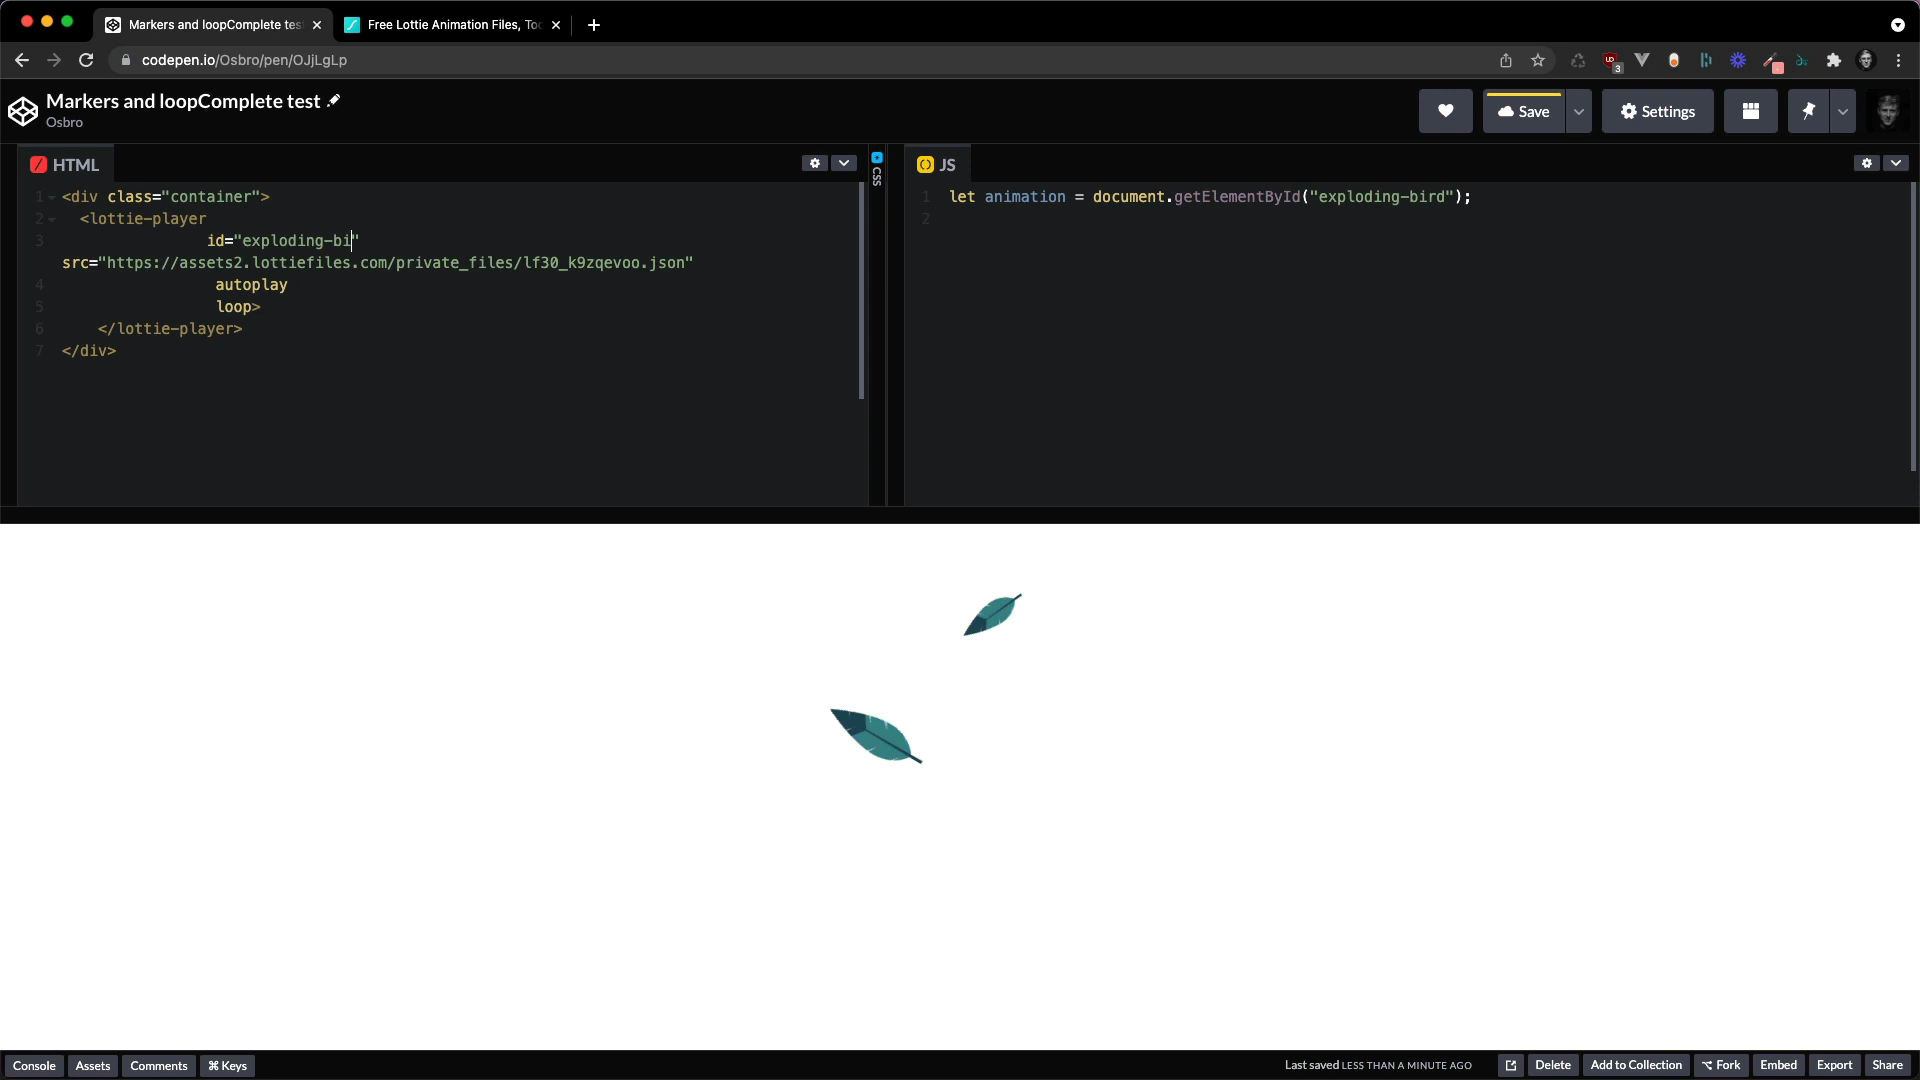 Markers and loopComplete tes
Free Lottie Animation Files, Too
codepen.io/Osbro/pen/OJjLgLp
3
Markers and loopComplete test
Osbro
Save
Settings
HTML
CSS
JS
1 <div class="container">
2 <lottie-player
3 id="exploding-bi"
src="https://assets2.lottiefiles.com/private_files/lf30_k9zqevoo.json"
4 autoplay
5 loop>
6 </lottie-player>
7 </div>
1 let animation = document.getElementById("exploding-bird");
2
Console
Assets
Comments
⌘ Keys
Last saved LESS THAN A MINUTE AGO
Delete
Add to Collection
⌥ Fork
Embed
Export
Share